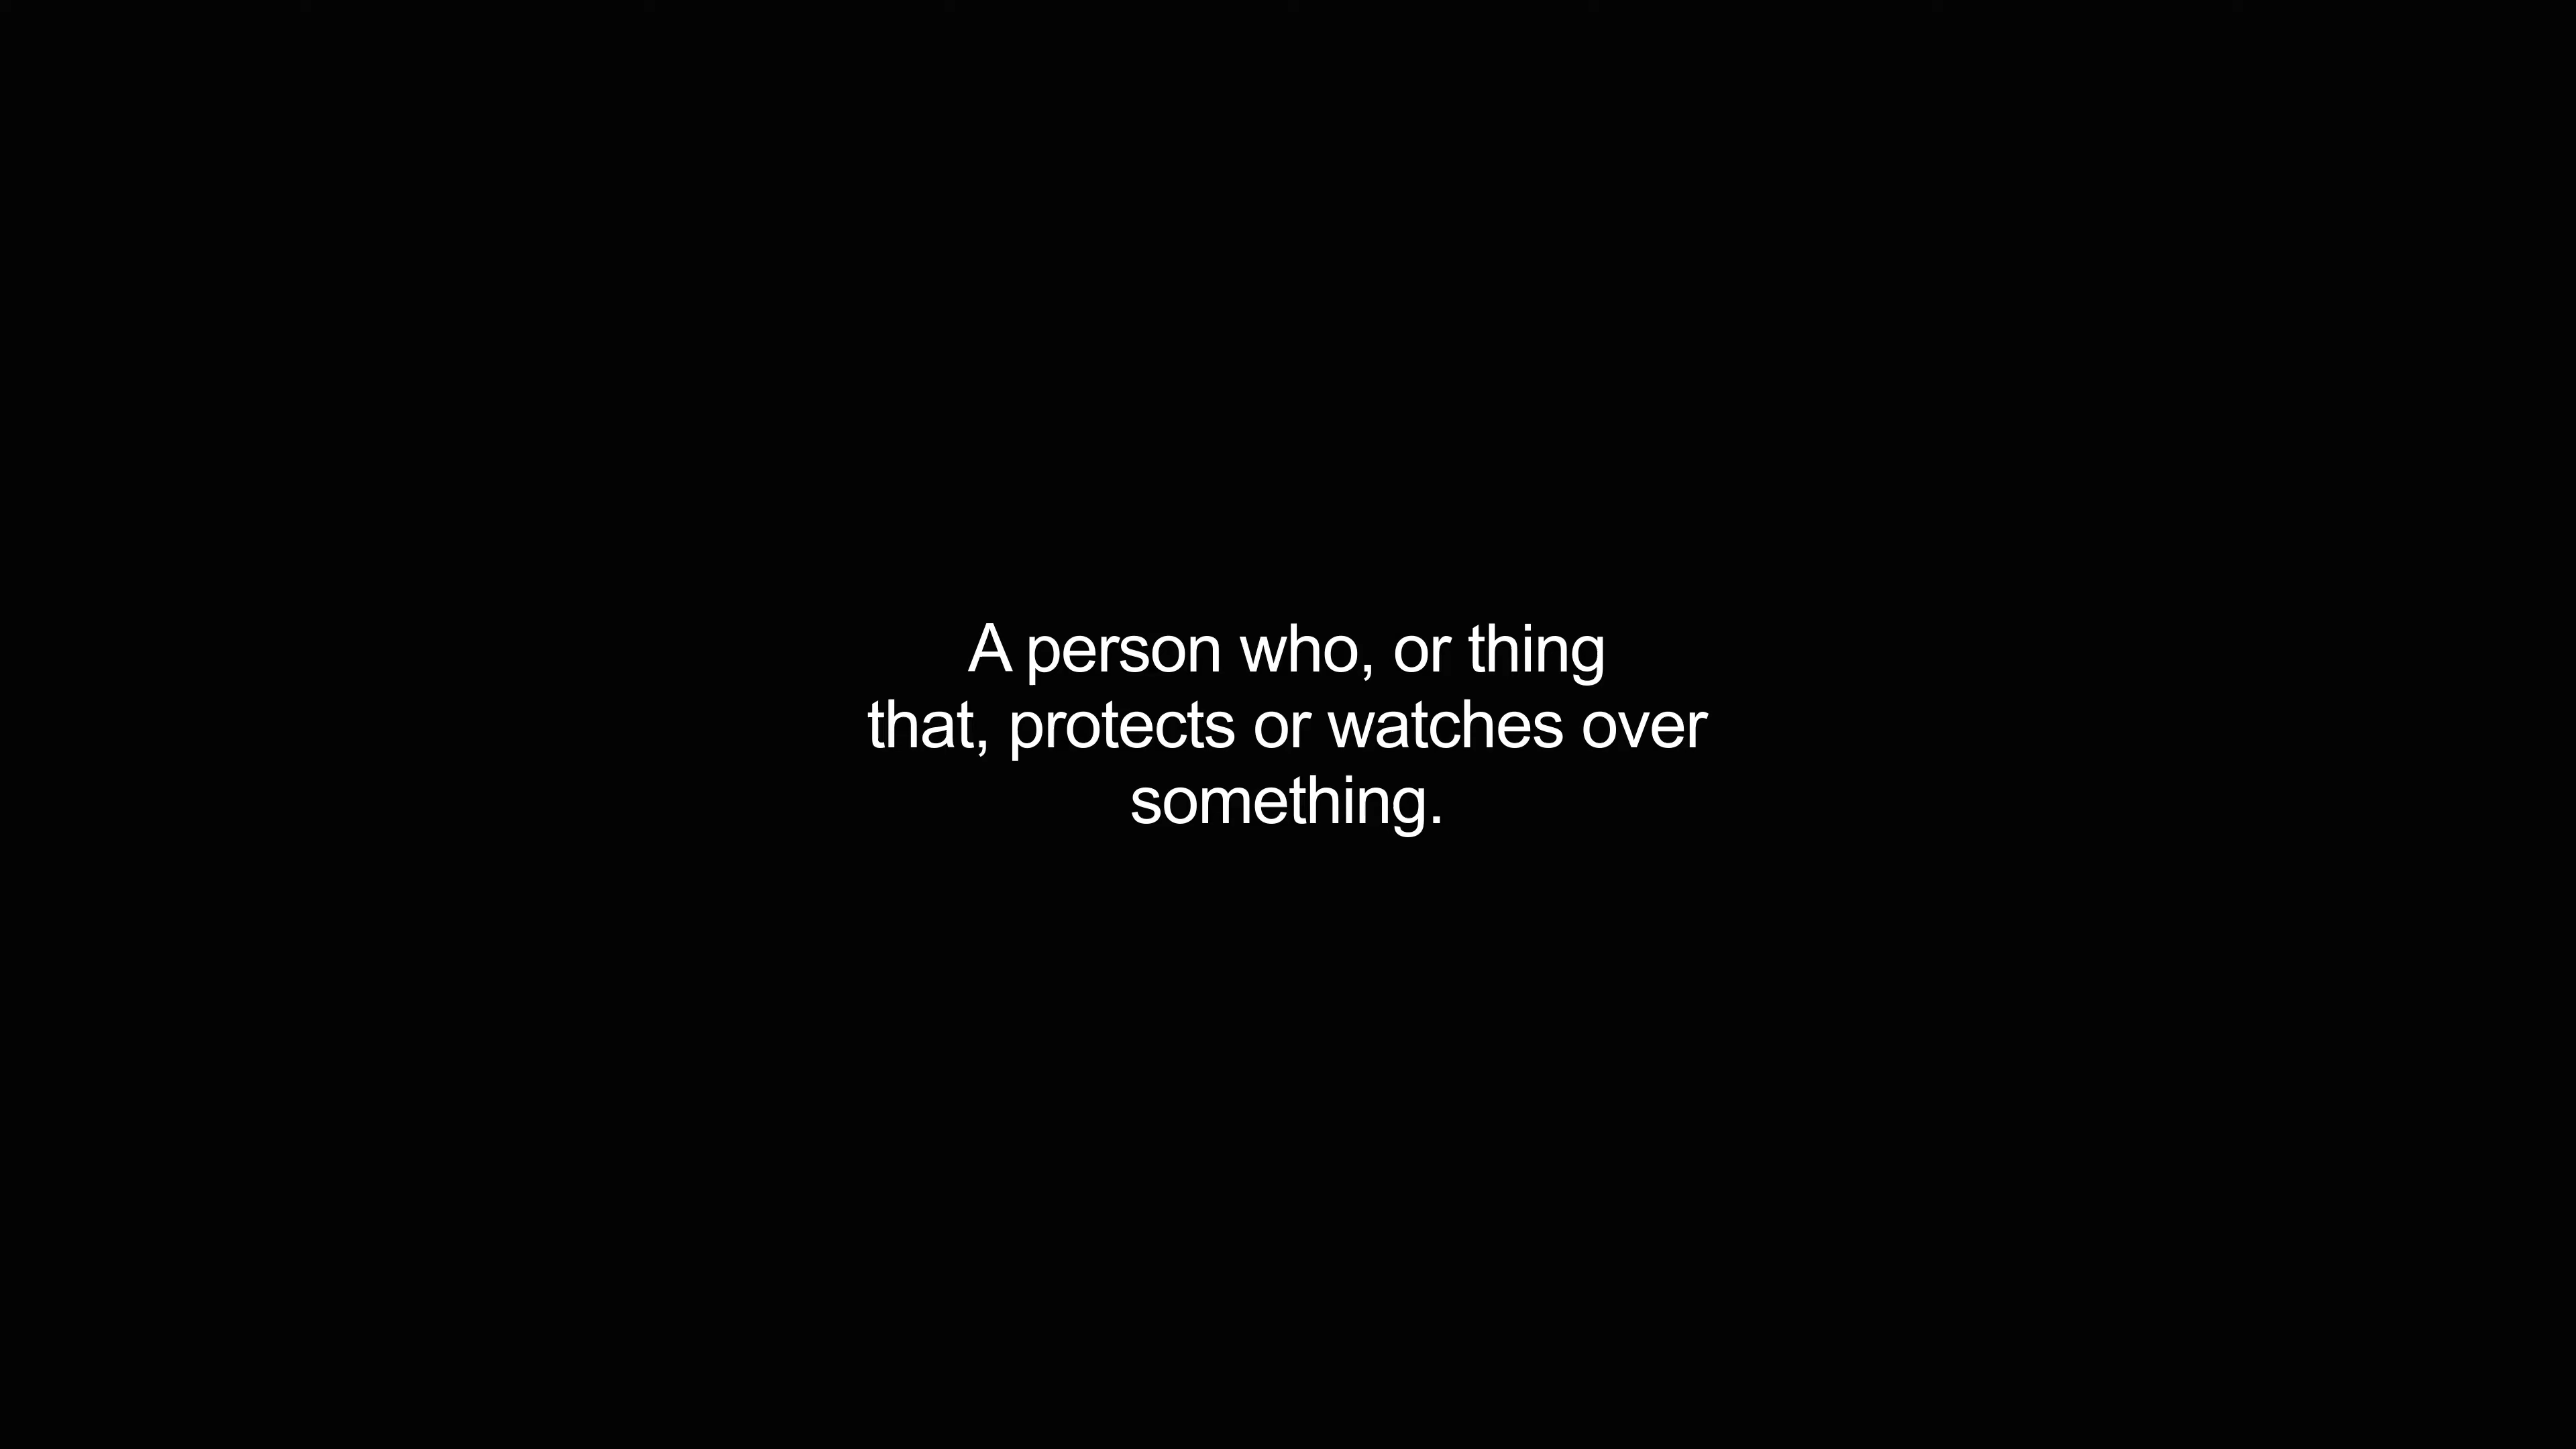 A person who, or thing
that, protects or watches over
something.